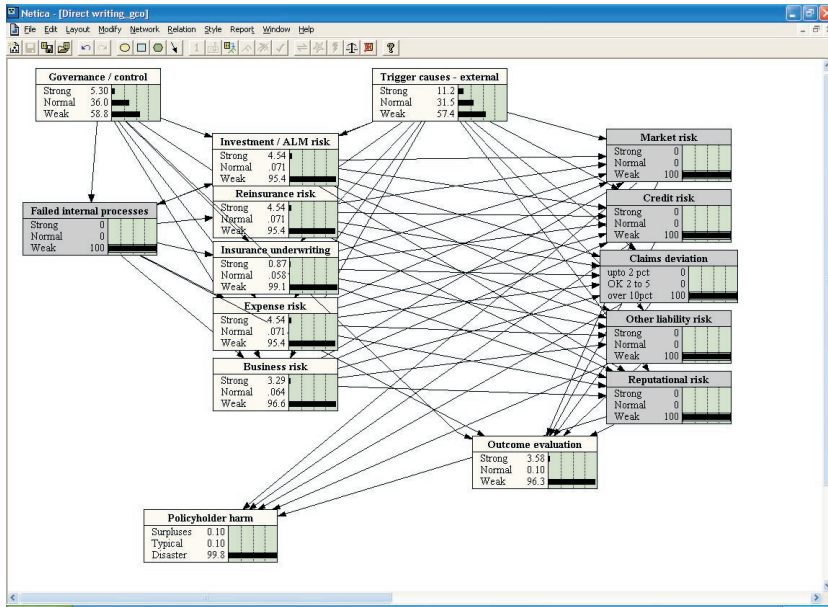 Netica - [Direct writing_gco]
File Edit Layout Modify Network Relation Style Report Window Help
Governance / control
Strong 5.30
Normal 36.0
Weak 58.8
Trigger causes - external
Strong 11.2
Normal 31.5
Weak 57.4
Investment / ALM risk
Strong 4.54
Normal .071
Weak 95.4
Market risk
Strong 0
Normal 0
Weak 100
Reinsurance risk
Strong 4.54
Normal .071
Weak 95.4
Credit risk
Strong 0
Normal 0
Weak 100
Failed internal processes
Strong 0
Normal 0
Weak 100
Insurance underwriting
Strong 0.87
Normal .058
Weak 99.1
Claims deviation
upto 2 pct 0
OK 2 to 5 0
over 10pct 100
Expense risk
Strong 4.54
Normal .071
Weak 95.4
Other liability risk
Strong 0
Normal 0
Weak 100
Business risk
Strong 3.29
Normal .064
Weak 96.6
Reputational risk
Strong 0
Normal 0
Weak 100
Outcome evaluation
Strong 3.58
Normal 0.10
Weak 96.3
Policyholder harm
Surpluses 0.10
Typical 0.10
Disaster 99.8